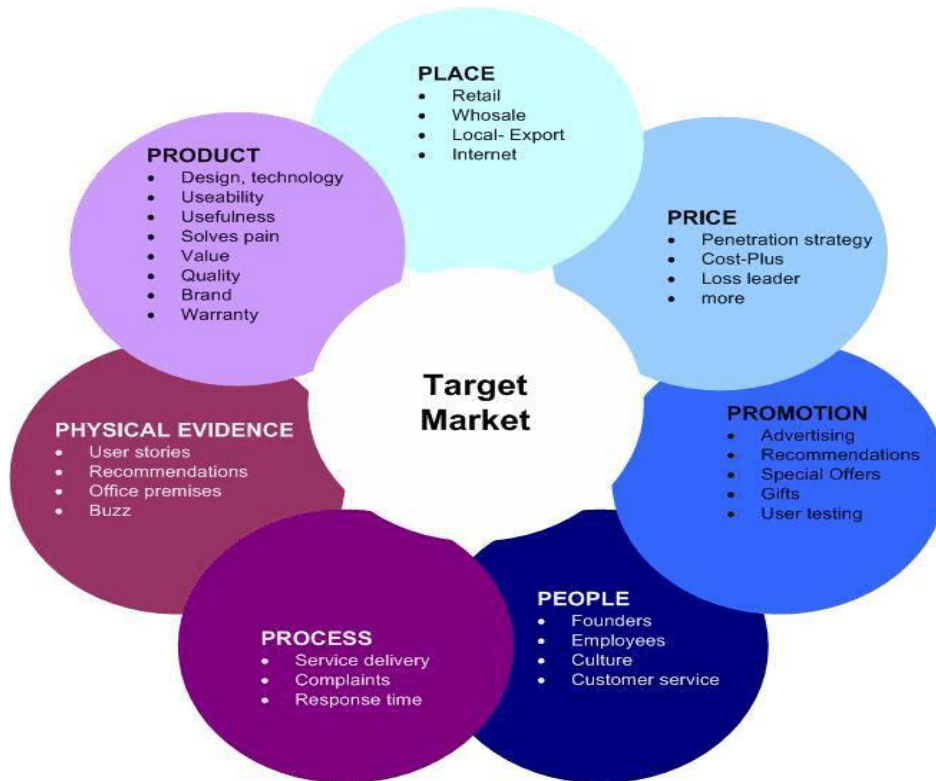 PLACE
• Retail
• Whosale
• Local- Export
• Internet
PRODUCT
• Design, technology
• Useability
• Usefulness
• Solves pain
• Value
• Quality
• Brand
• Warranty
PRICE
• Penetration strategy
• Cost-Plus
• Loss leader
• more
Target
Market
PHYSICAL EVIDENCE
• User stories
• Recommendations
• Office premises
• Buzz
PROMOTION
• Advertising
• Recommendations
• Special Offers
• Gifts
• User testing
PROCESS
• Service delivery
• Complaints
• Response time
PEOPLE
• Founders
• Employees
• Culture
• Customer service